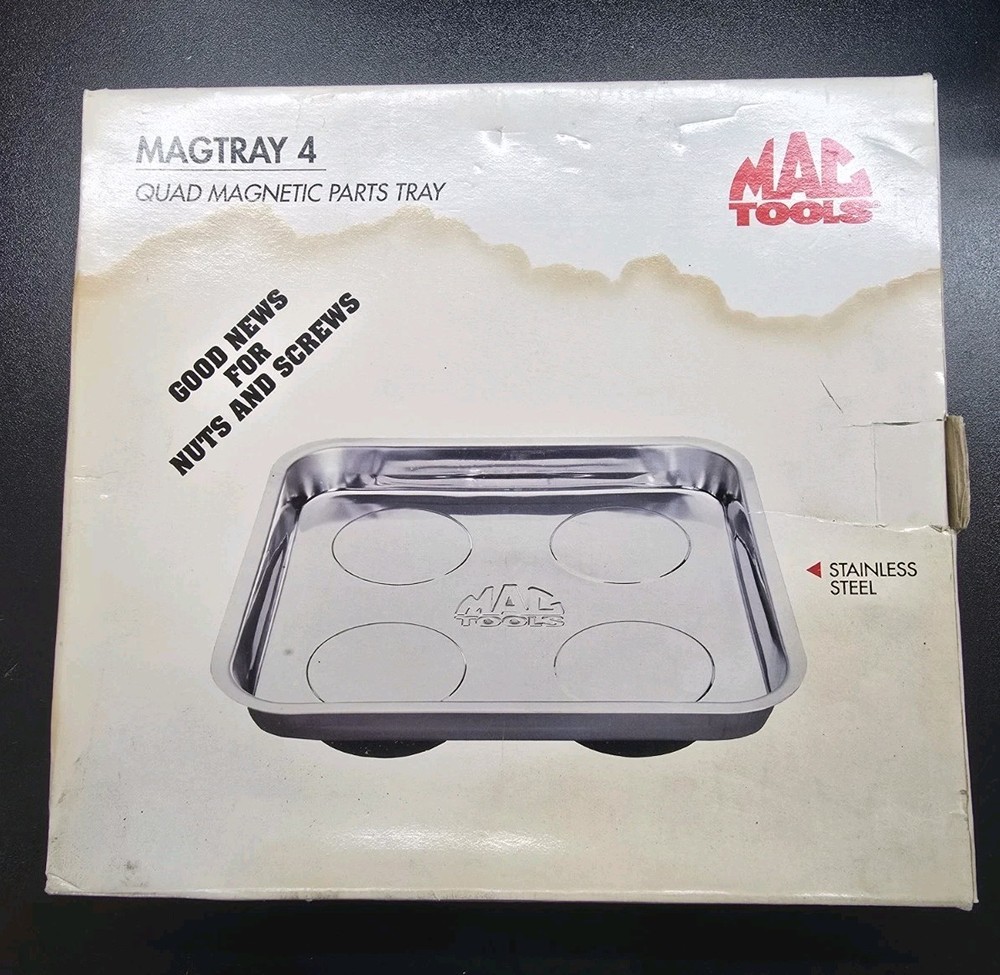 MAGTRAY 4
QUAD MAGNETIC PARTS TRAY
MAC
TOOLS
GOOD NEWS
FOR
NUTS AND SCREWS
MAC
TOOLS
STAINLESS
STEEL